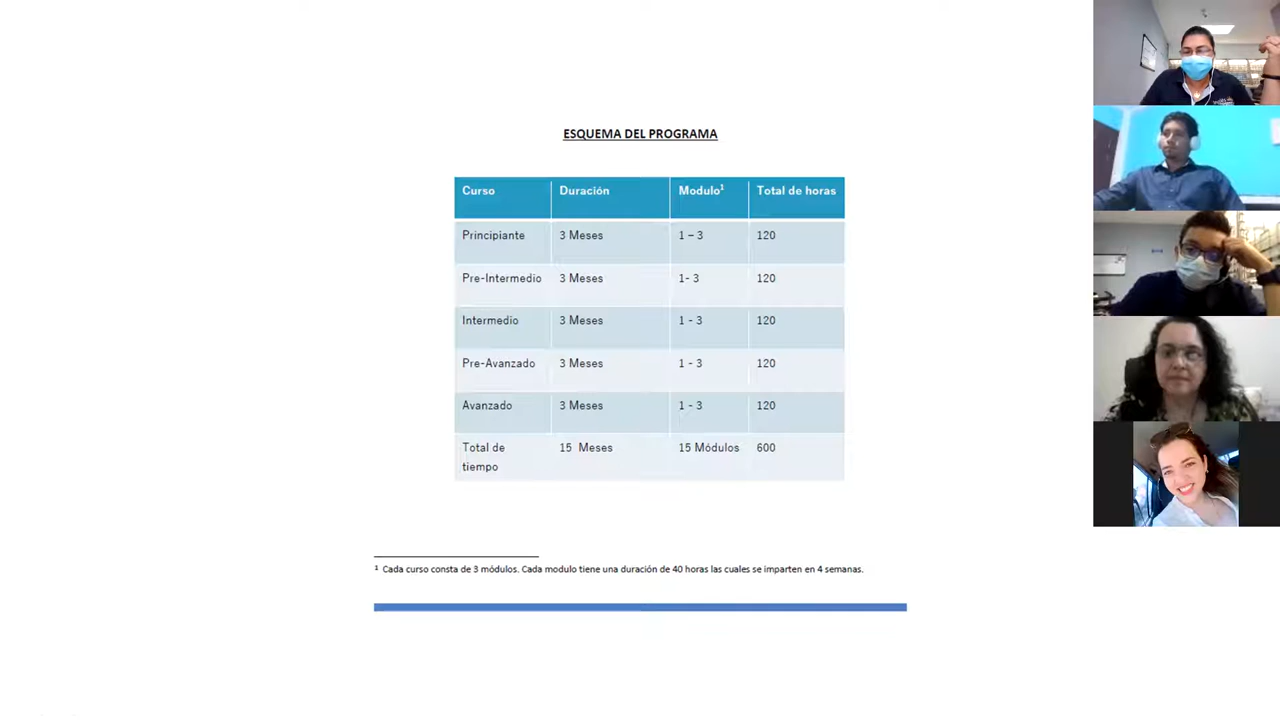 ESQUEMA DEL PROGRAMA
Curso Duración Modulo¹ Total de horas
Principiante 3 Meses 1 – 3 120
Pre-Intermedio 3 Meses 1- 3 120
Intermedio 3 Meses 1 - 3 120
Pre-Avanzado 3 Meses 1 - 3 120
Avanzado 3 Meses 1 - 3 120
Total de 15 Meses 15 Módulos 600
tiempo
¹ Cada curso consta de 3 módulos. Cada modulo tiene una duración de 40 horas las cuales se imparten en 4 semanas.